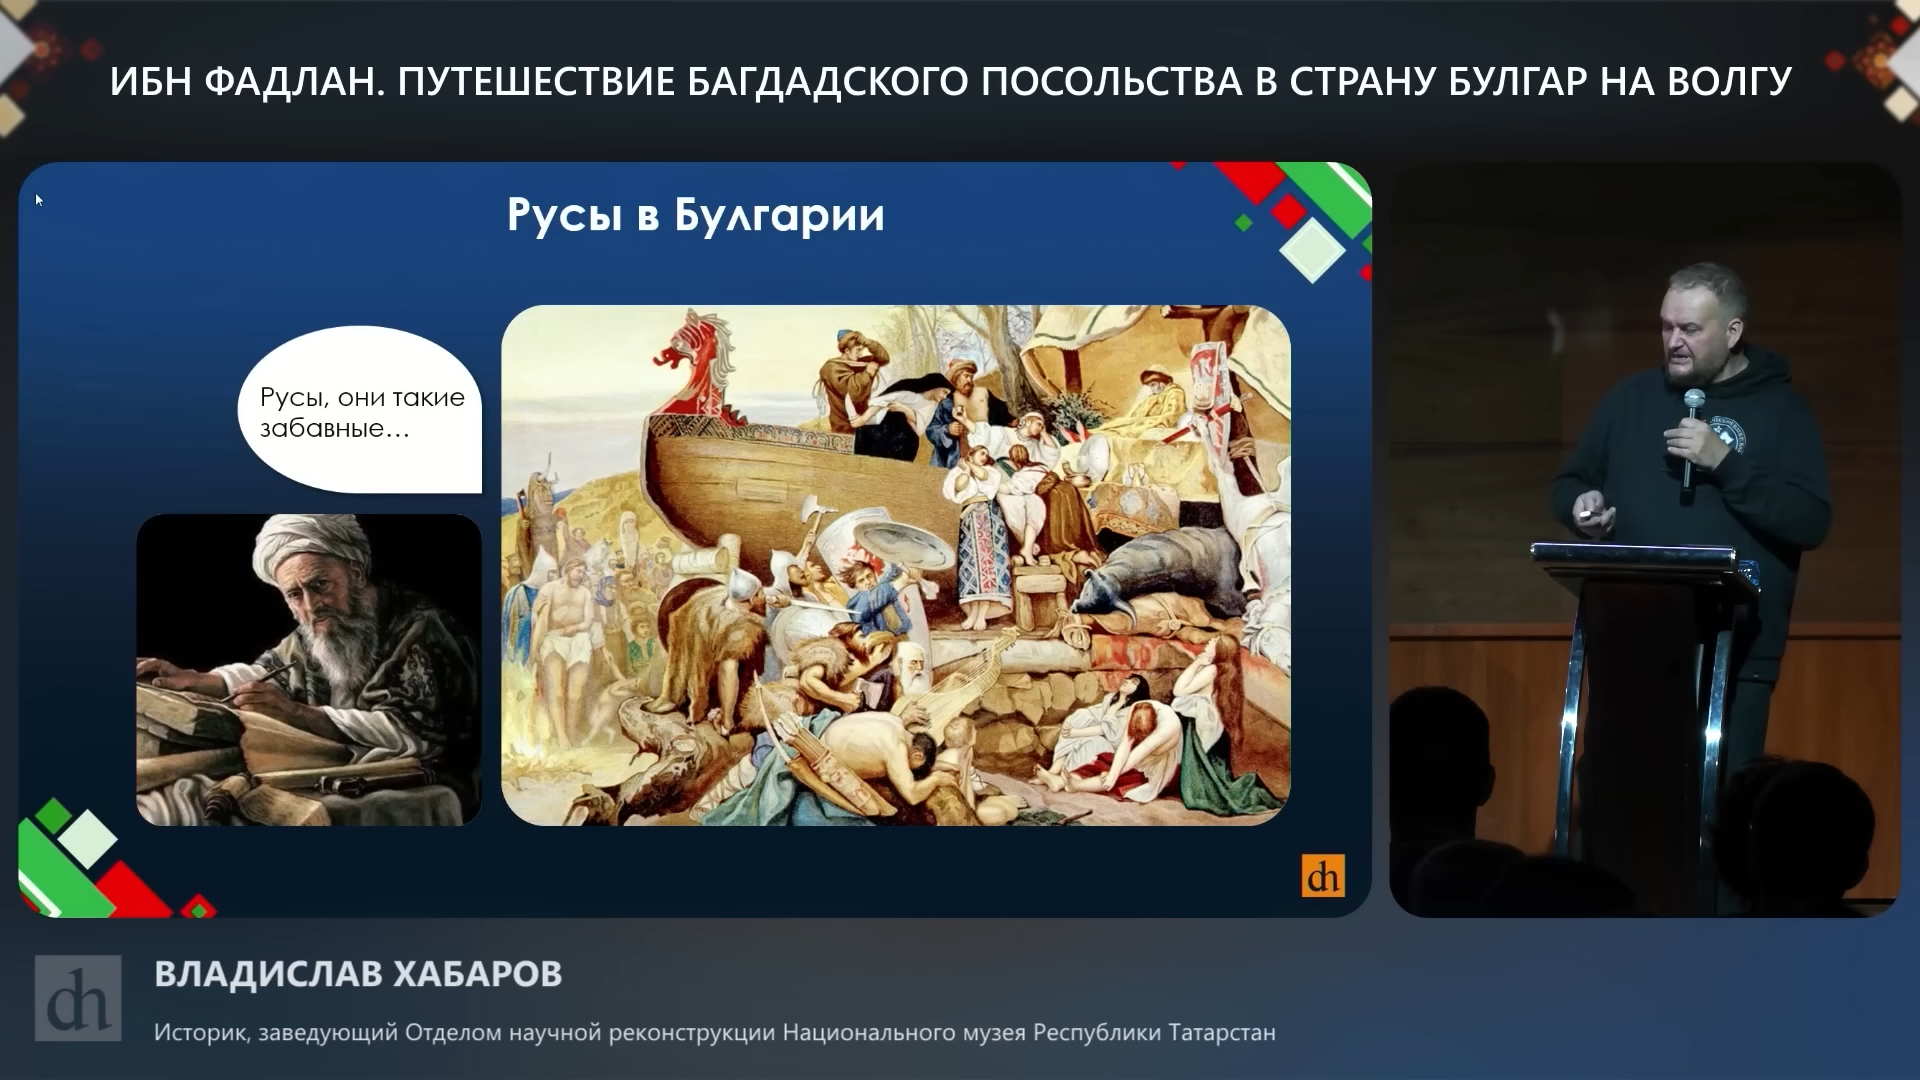 ИБН ФАДЛАН. ПУТЕШЕСТВИЕ БАГДАДСКОГО ПОСОЛЬСТВА В СТРАНУ БУЛГАР НА ВОЛГУ
Русы в Булгарии
Русы, они такие
забавные...
dh
dh
ВЛАДИСЛАВ ХАБАРОВ
Историк, заведующий Отделом научной реконструкции Национального музея Республики Татарстан